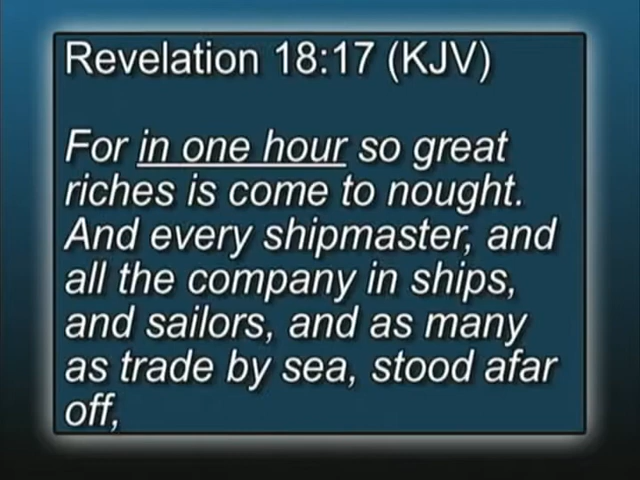 Revelation 18:17 (KJV)
For in one hour so great
riches is come to nought.
And every shipmaster, and
all the company in ships,
and sailors, and as many
as trade by sea, stood afar
off,